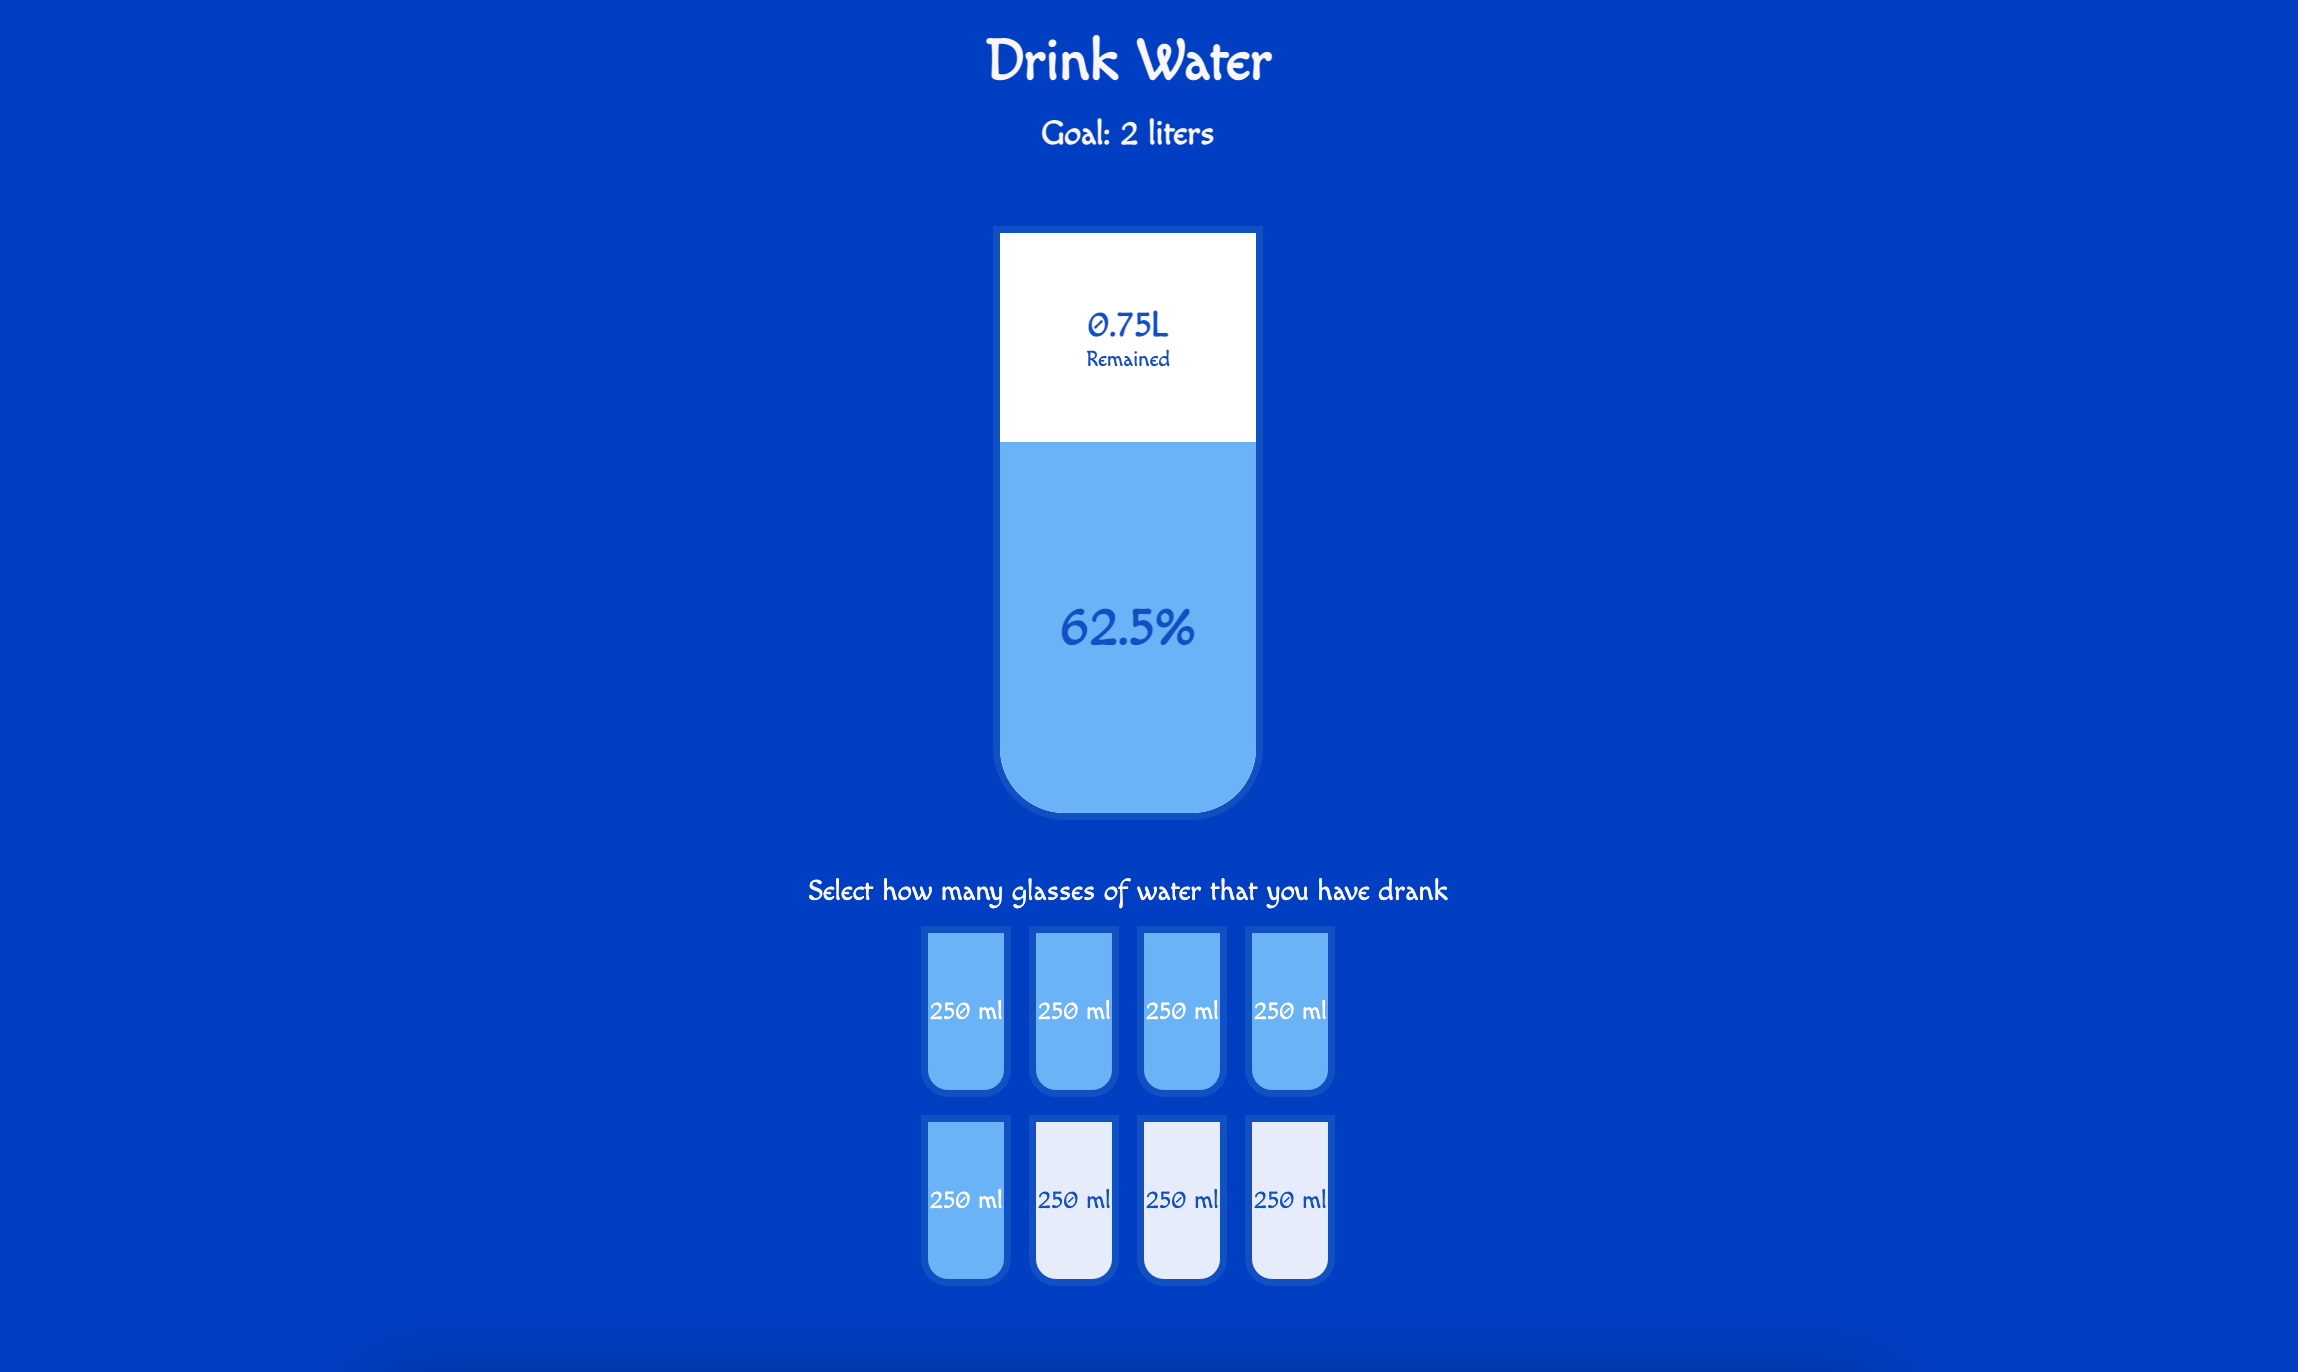 Drink Water
Goal: 2 liters
0.75L
Remained
62.5%
Select how many glasses of water that you have drank
250 ml 250 ml 250 ml 250 ml
250 ml 250 ml 250 ml 250 ml